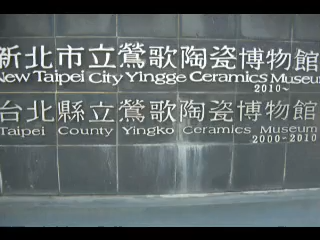 新北市立鶯歌陶瓷博物館
New Taipei City Yingge Ceramics Museum
2010~
台北縣立鶯歌陶瓷博物館
Taipei County Yingko Ceramics Museum
2000-2010